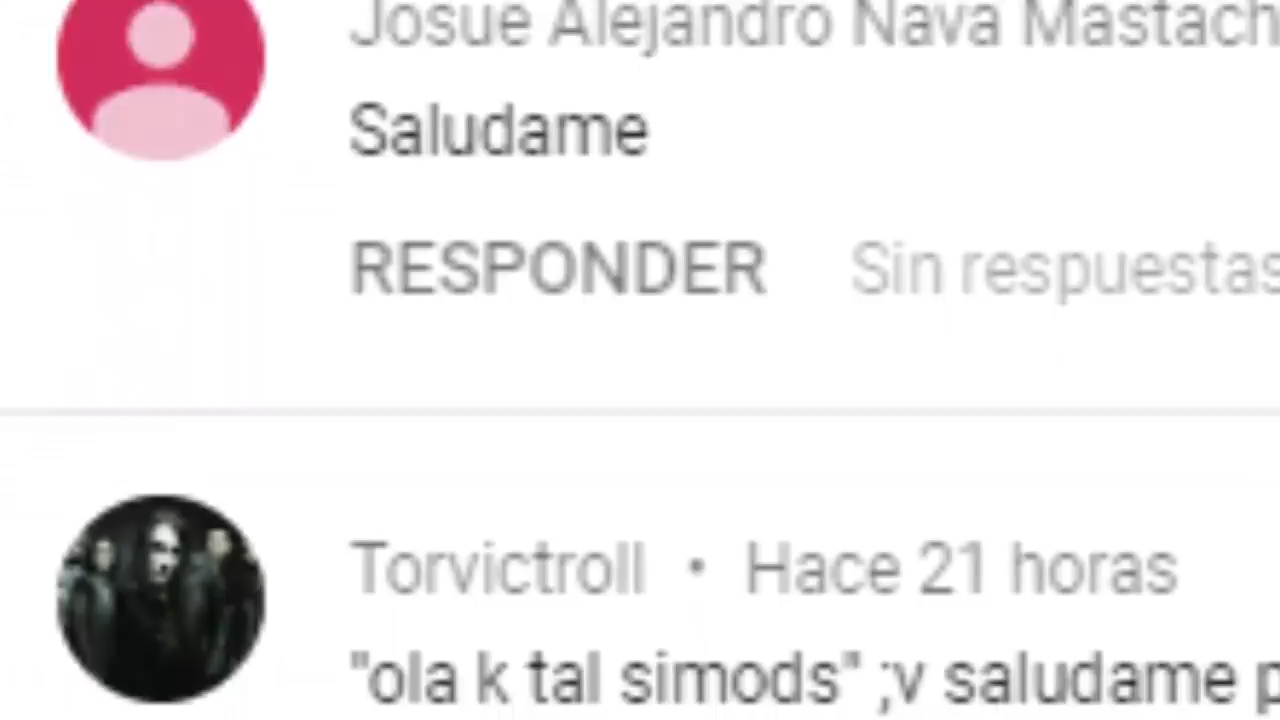 Josue Alejandro Nava Mastach
Saludame
RESPONDER Sin respuestas
Torvictroll • Hace 21 horas
"ola k tal simods" ;v saludame p